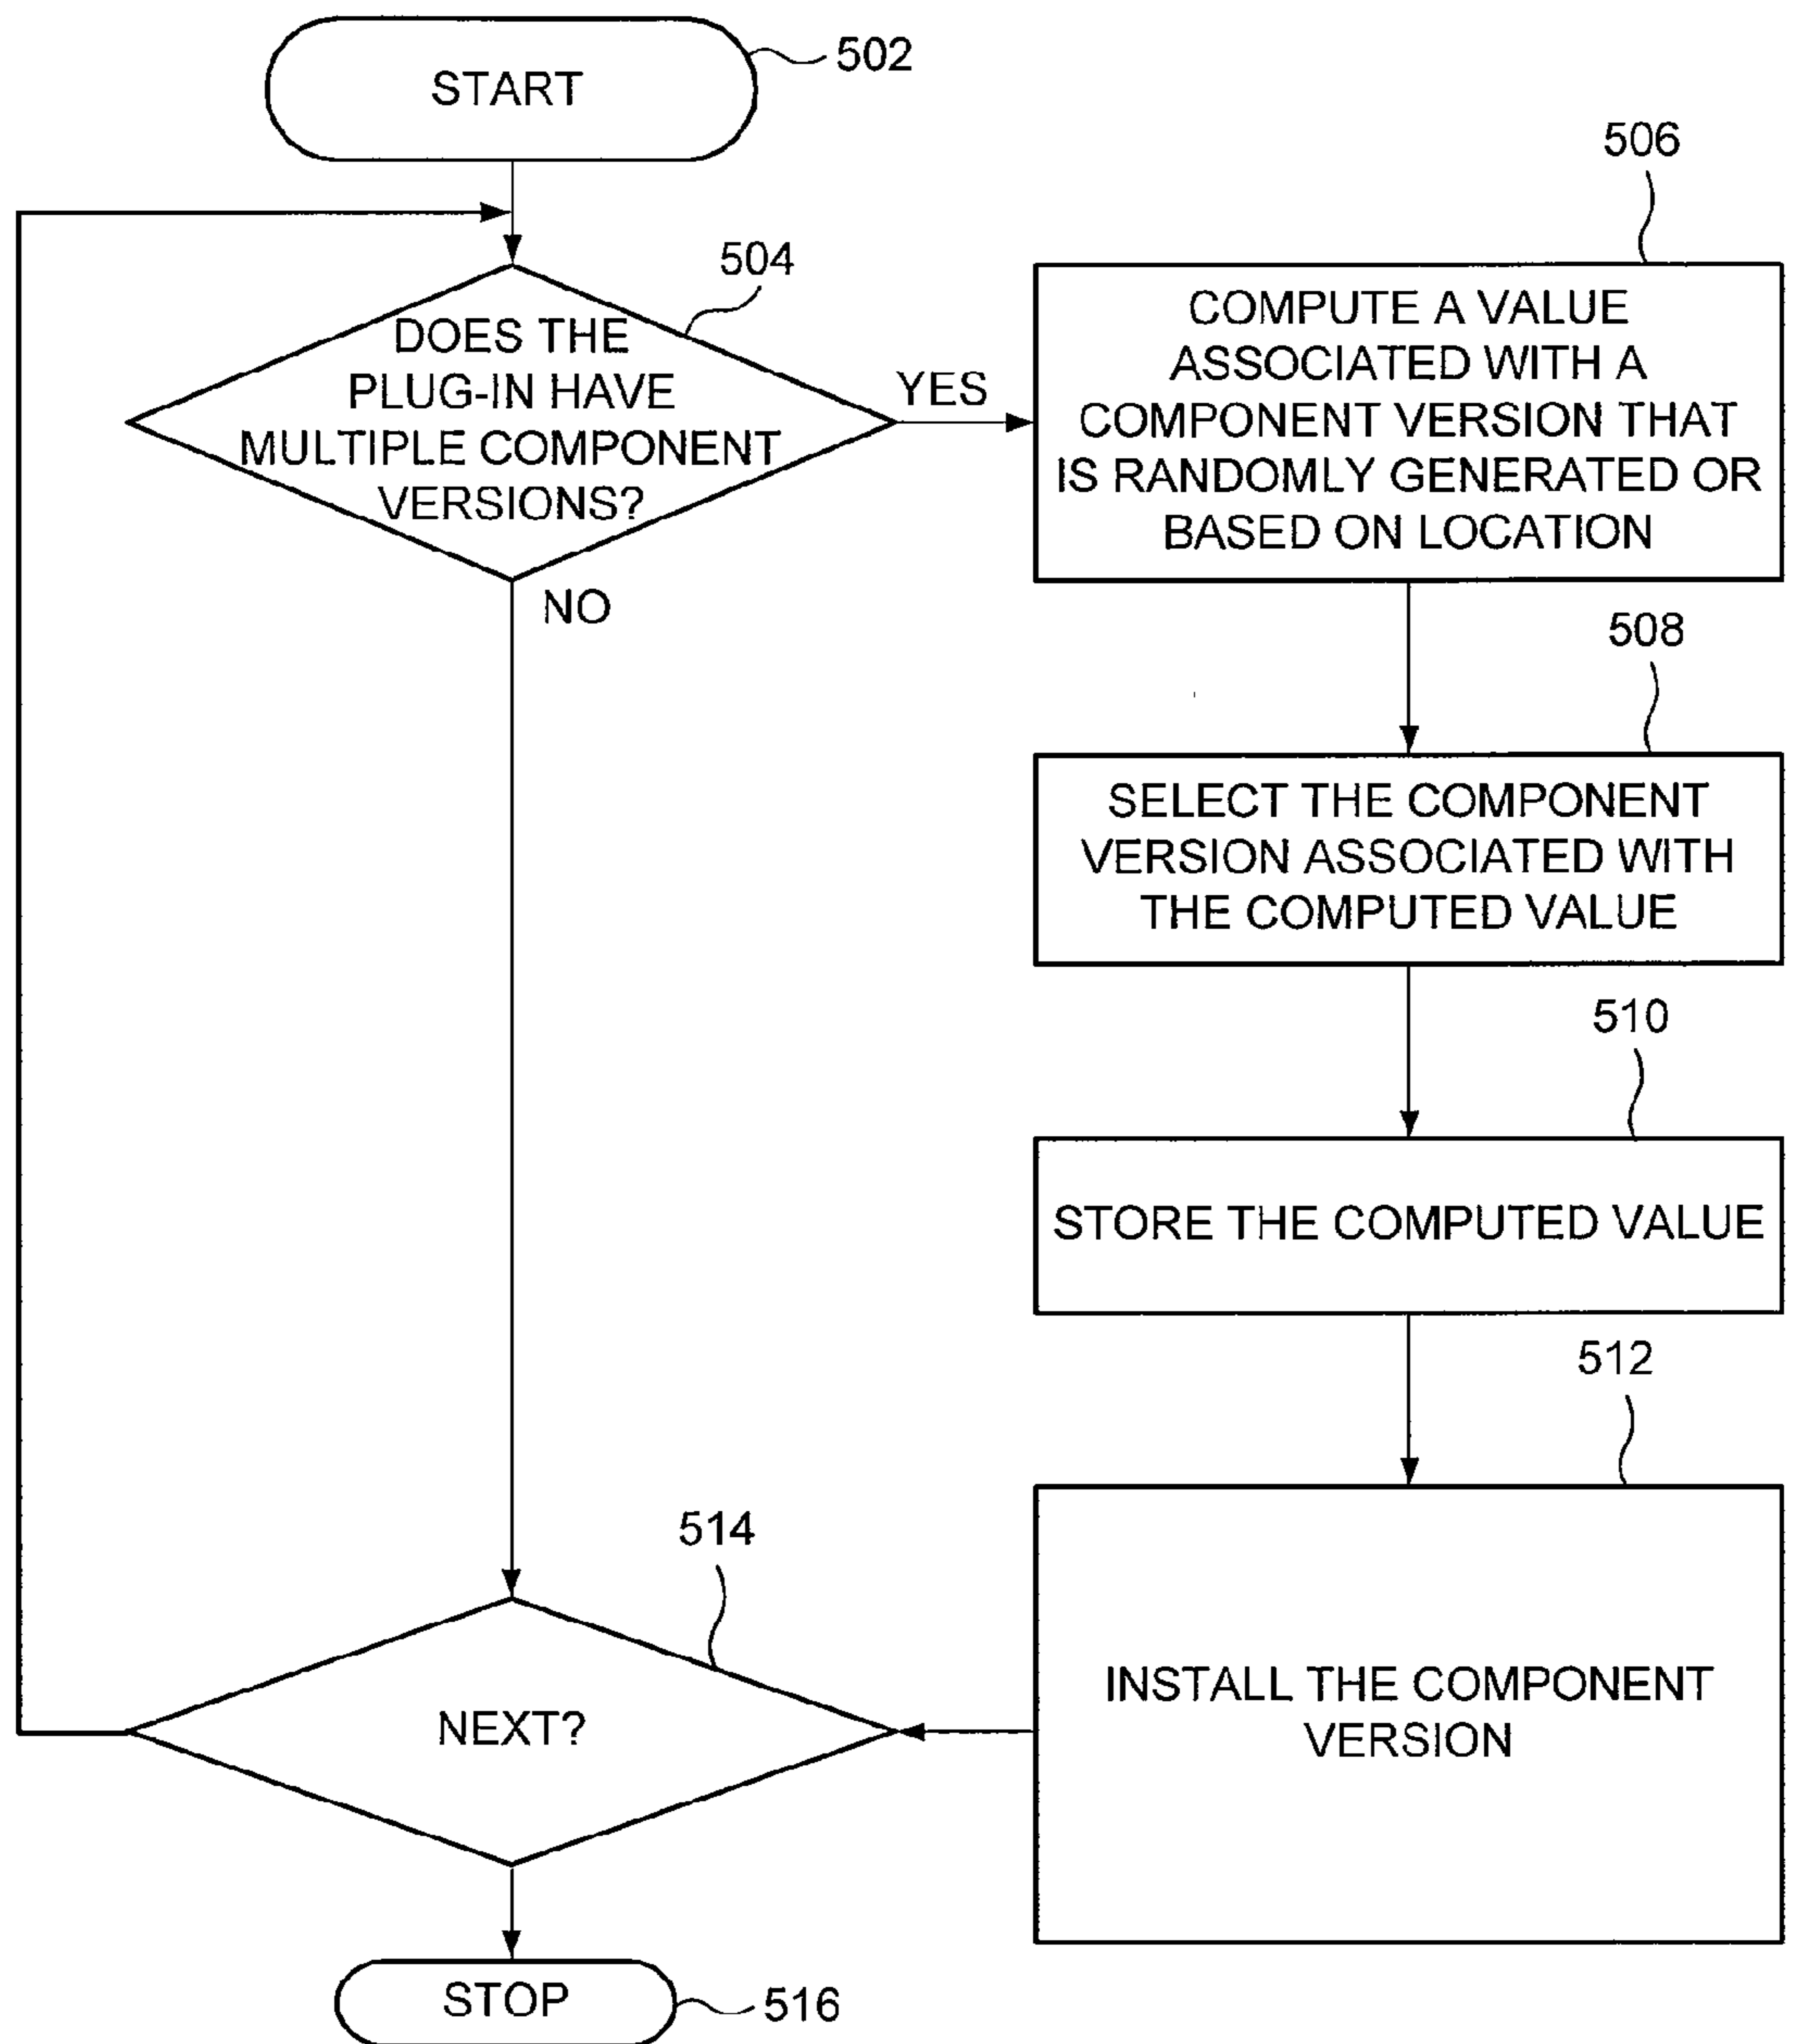 START
502
504
DOES THE
PLUG-IN HAVE
MULTIPLE COMPONENT
VERSIONS?
YES
NO
506
COMPUTE A VALUE
ASSOCIATED WITH A
COMPONENT VERSION THAT
IS RANDOMLY GENERATED OR
BASED ON LOCATION
508
SELECT THE COMPONENT
VERSION ASSOCIATED WITH
THE COMPUTED VALUE
510
STORE THE COMPUTED VALUE
512
INSTALL THE COMPONENT
VERSION
514
NEXT?
STOP
516